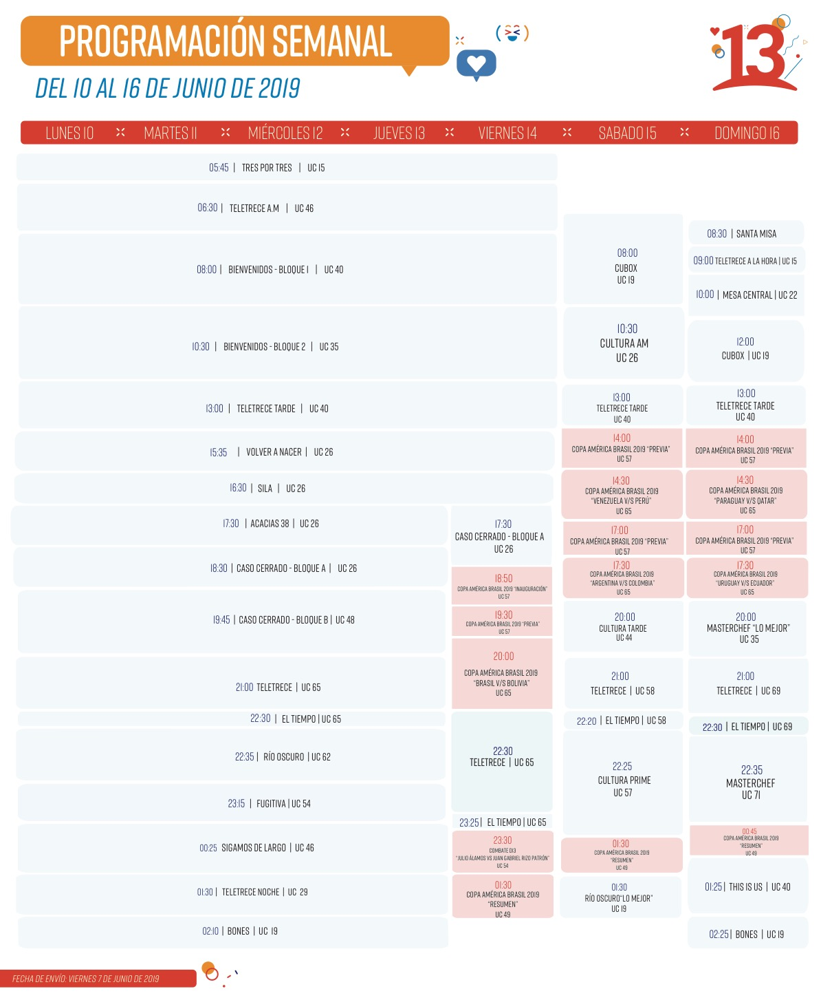 PROGRAMACIÓN SEMANAL
DEL 10 AL 16 DE JUNIO DE 2019
13
LUNES 10
MARTES 11
MIÉRCOLES 12
JUEVES 13
VIERNES 14
SABADO 15
DOMINGO 16
05:45 | TRES POR TRES | UC 15
06:30 | TELETRECE A.M | UC 46
08:00 | BIENVENIDOS - BLOQUE 1 | UC 40
10:30 | BIENVENIDOS - BLOQUE 2 | UC 35
13:00 | TELETRECE TARDE | UC 40
15:35 | VOLVER A NACER | UC 26
16:30 | SILA | UC 26
17:30 | ACACIAS 38 | UC 26
18:30 | CASO CERRADO - BLOQUE A | UC 26
19:45 | CASO CERRADO - BLOQUE B | UC 48
21:00 TELETRECE | UC 65
22:30 | EL TIEMPO | UC 65
22:35 | RÍO OSCURO | UC 62
23:15 | FUGITIVA | UC 54
00:25 SIGAMOS DE LARGO | UC 46
01:30 | TELETRECE NOCHE | UC 29
02:10 | BONES | UC 19
17:30
CASO CERRADO - BLOQUE A
UC 26
18:50
COPA AMÉRICA BRASIL 2019 "INAUGURACIÓN"
UC 57
19:30
COPA AMÉRICA BRASIL 2019 "PREVIA"
UC 57
20:00
COPA AMÉRICA BRASIL 2019
"BRASIL V/S BOLIVIA"
UC 65
22:30
TELETRECE | UC 65
23:25 | EL TIEMPO | UC 65
23:30
COMBATE D13
"JULIO ÁLAMOS VS JUAN GABRIEL RIZO PATRÓN"
UC 54
01:30
COPA AMÉRICA BRASIL 2019
"RESUMEN"
UC 49
08:00
CUBOX
UC 19
10:30
CULTURA AM
UC 26
13:00
TELETRECE TARDE
UC 40
14:00
COPA AMÉRICA BRASIL 2019 "PREVIA"
UC 57
14:30
COPA AMÉRICA BRASIL 2019
"VENEZUELA V/S PERÚ"
UC 65
17:00
COPA AMÉRICA BRASIL 2019 "PREVIA"
UC 57
17:30
COPA AMÉRICA BRASIL 2019
"ARGENTINA V/S COLOMBIA"
UC 65
20:00
CULTURA TARDE
UC 44
21:00
TELETRECE | UC 58
22:20 | EL TIEMPO | UC 58
22:25
CULTURA PRIME
UC 57
01:30
COPA AMÉRICA BRASIL 2019
"RESUMEN"
UC 49
01:30
RÍO OSCURO"LO MEJOR"
UC 19
08:30 | SANTA MISA
09:00 TELETRECE A LA HORA | UC 15
10:00 | MESA CENTRAL | UC 22
12:00
CUBOX | UC 19
13:00
TELETRECE TARDE
UC 40
14:00
COPA AMÉRICA BRASIL 2019 "PREVIA"
UC 57
14:30
COPA AMÉRICA BRASIL 2019
"PARAGUAY V/S QATAR"
UC 65
17:00
COPA AMÉRICA BRASIL 2019 "PREVIA"
UC 57
17:30
COPA AMÉRICA BRASIL 2019
"URUGUAY V/S ECUADOR"
UC 65
20:00
MASTERCHEF "LO MEJOR"
UC 35
21:00
TELETRECE | UC 69
22:30 | EL TIEMPO | UC 69
22:35
MASTERCHEF
UC 71
00:45
COPA AMÉRICA BRASIL 2019
"RESUMEN"
UC 49
01:25 | THIS IS US | UC 40
02:25 | BONES | UC 19
FECHA DE ENVÍO: VIERNES 7 DE JUNIO DE 2019